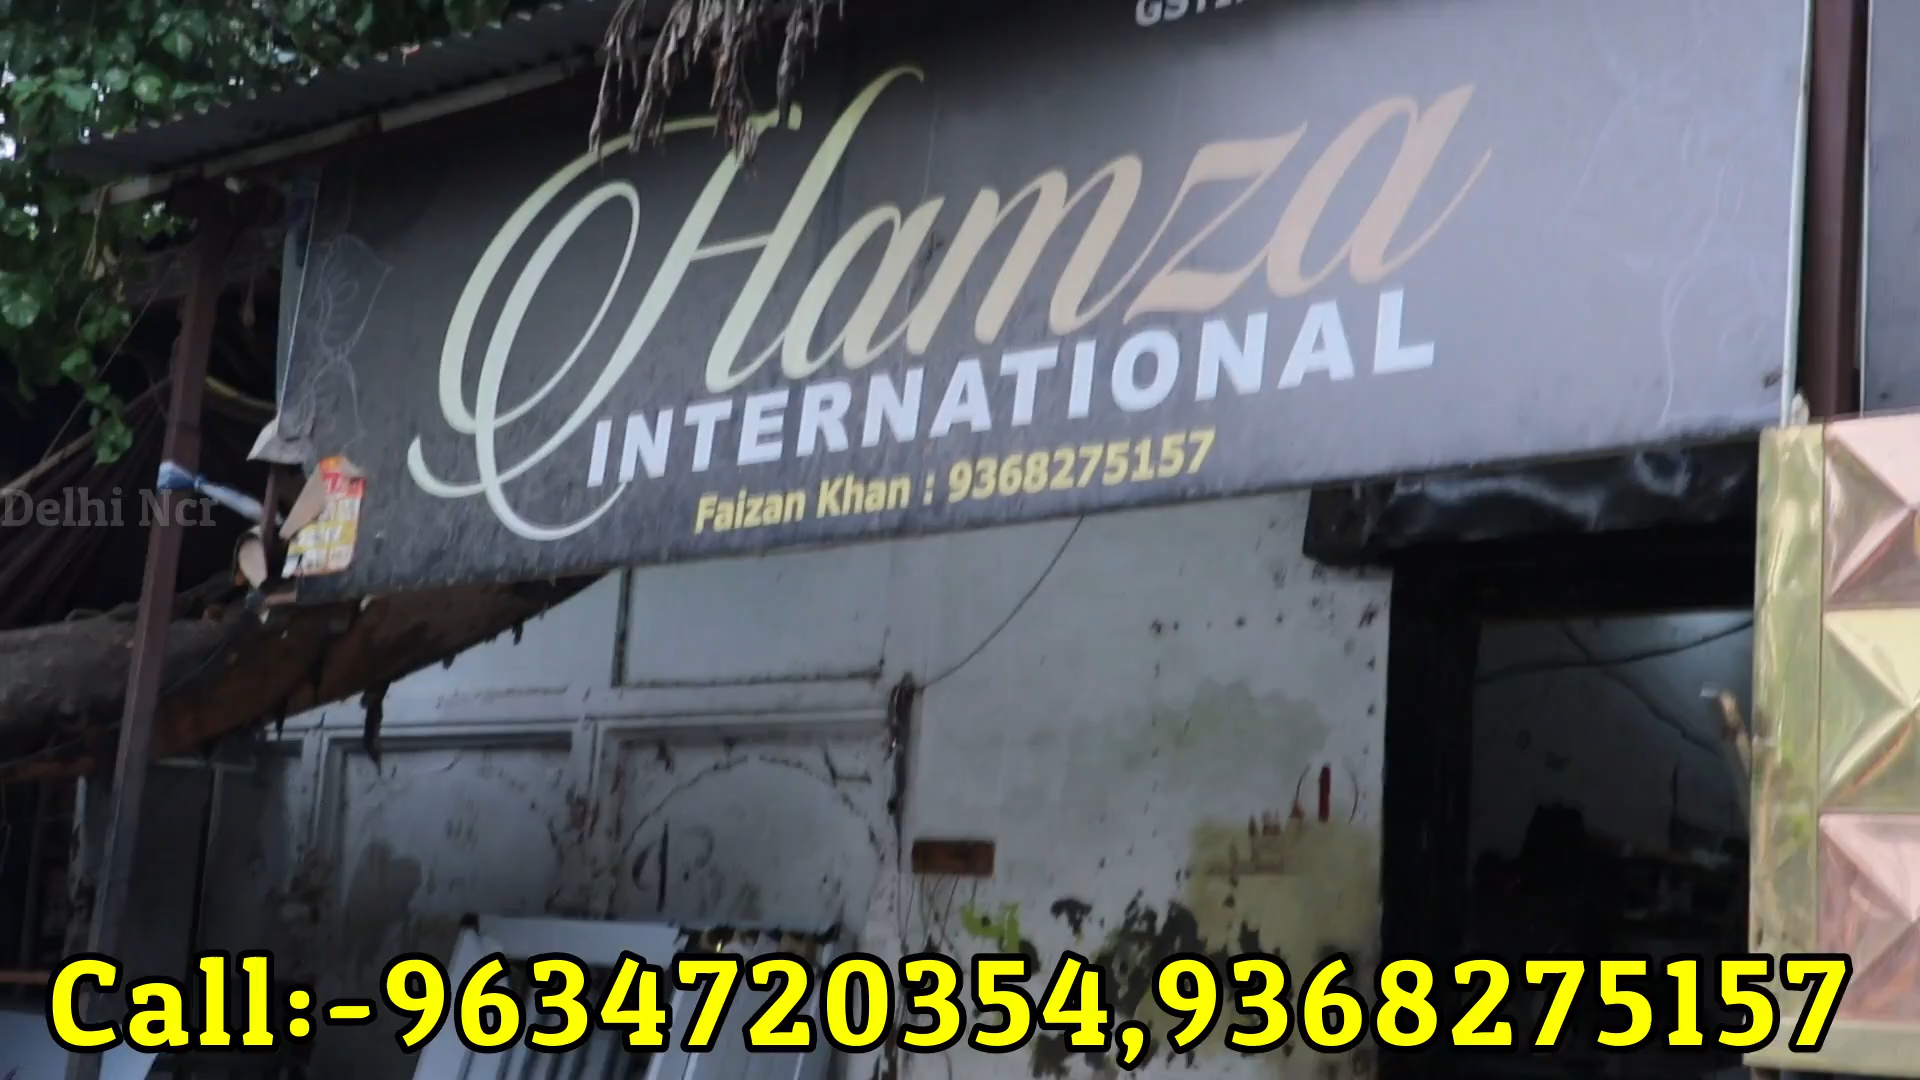 Hamza
INTERNATIONAL
Faizan Khan : 9368275157
Delhi Ncr
Call:-9634720354,9368275157